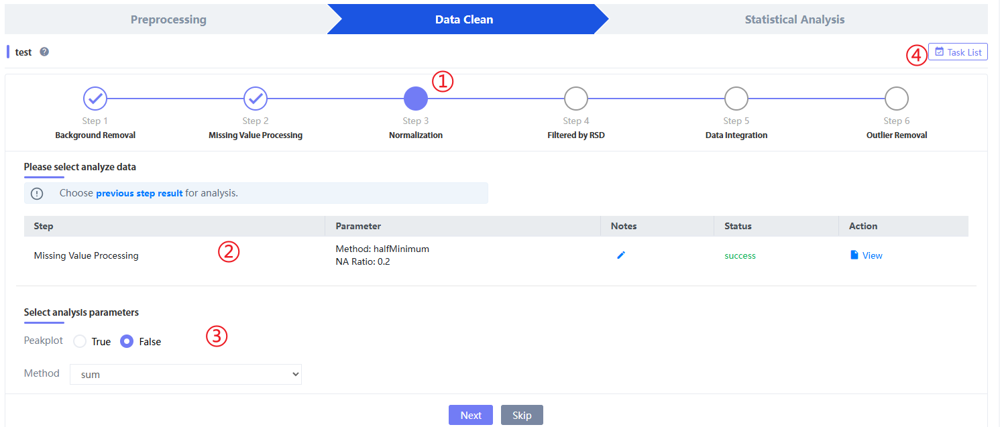 Preprocessing Data Clean Statistical Analysis
test ? ④ Task List
①
Step 1 Step 2 Step 3 Step 4 Step 5 Step 6
Background Removal Missing Value Processing Normalization Filtered by RSD Data Integration Outlier Removal
Please select analyze data
Choose previous step result for analysis.
Step Parameter Notes Status Action
Missing Value Processing ② Method: halfMinimum success View
NA Ratio: 0.2
Select analysis parameters
Peakplot True False ③
Method sum
Next Skip